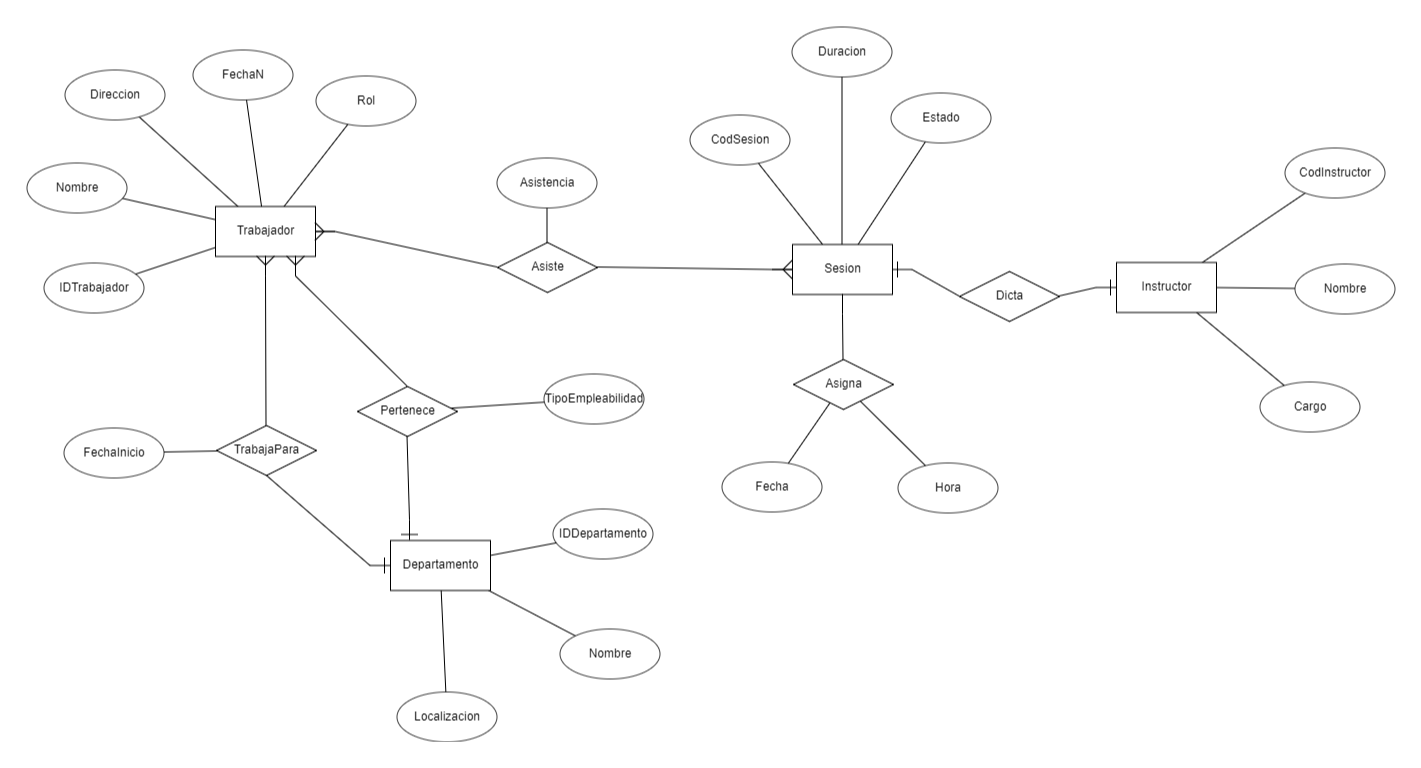 Duracion
FechaN
Direccion
Rol
Estado
CodSesion
CodInstructor
Asistencia
Nombre
Trabajador
Asiste
Sesion
IDTrabajador
Dicta
Instructor
Nombre
Asigna
TipoEmpleabilidad
Pertenece
Cargo
FechaInicio
TrabajaPara
Fecha
Hora
IDDepartamento
Departamento
Nombre
Localizacion